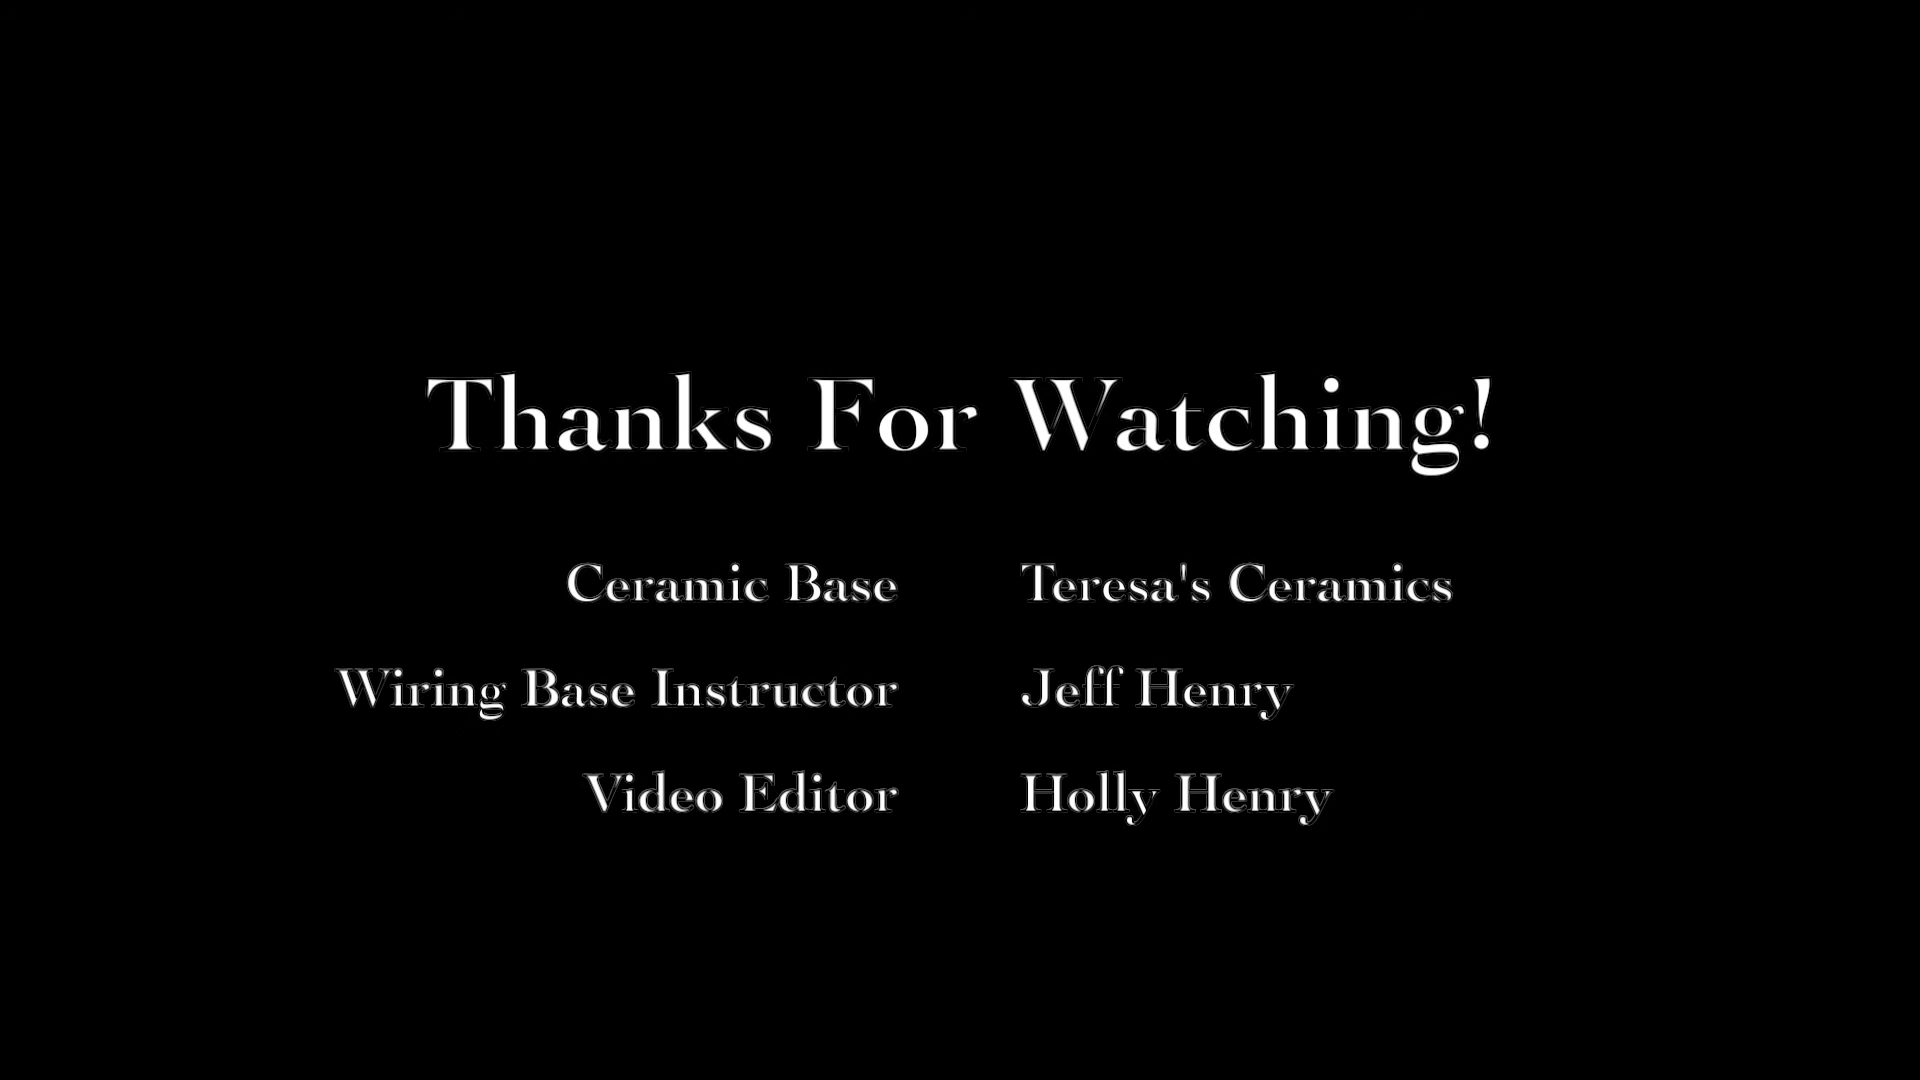 Thanks For Watching!
Ceramic Base Teresa's Ceramics
Wiring Base Instructor Jeff Henry
Video Editor Holly Henry